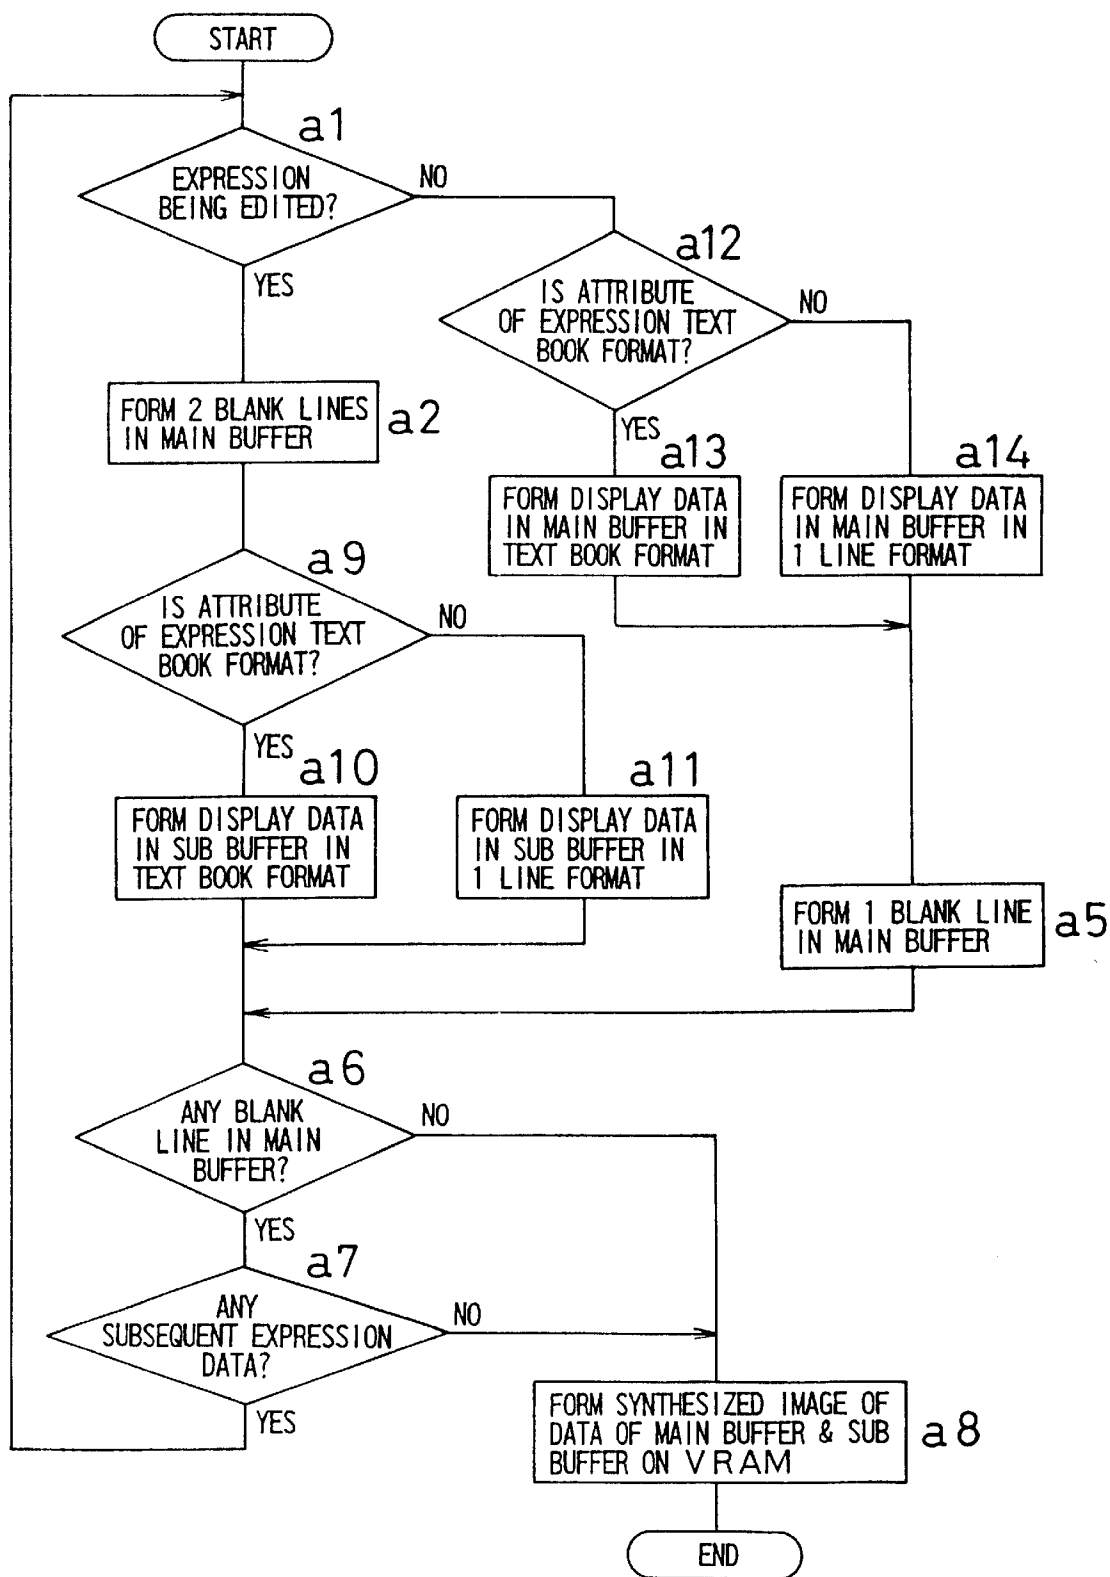 START
a1
EXPRESSION
BEING EDITED?
NO
YES
a12
IS ATTRIBUTE
OF EXPRESSION TEXT
BOOK FORMAT?
NO
YES
FORM 2 BLANK LINES
IN MAIN BUFFER
a2
a13
FORM DISPLAY DATA
IN MAIN BUFFER IN
TEXT BOOK FORMAT
a14
FORM DISPLAY DATA
IN MAIN BUFFER IN
1 LINE FORMAT
a9
IS ATTRIBUTE
OF EXPRESSION TEXT
BOOK FORMAT?
NO
YES
a10
FORM DISPLAY DATA
IN SUB BUFFER IN
TEXT BOOK FORMAT
a11
FORM DISPLAY DATA
IN SUB BUFFER IN
1 LINE FORMAT
FORM 1 BLANK LINE
IN MAIN BUFFER
a5
a6
ANY BLANK
LINE IN MAIN
BUFFER?
NO
YES
a7
ANY
SUBSEQUENT EXPRESSION
DATA?
NO
YES
FORM SYNTHESIZED IMAGE OF
DATA OF MAIN BUFFER & SUB
BUFFER ON VRAM
a8
END